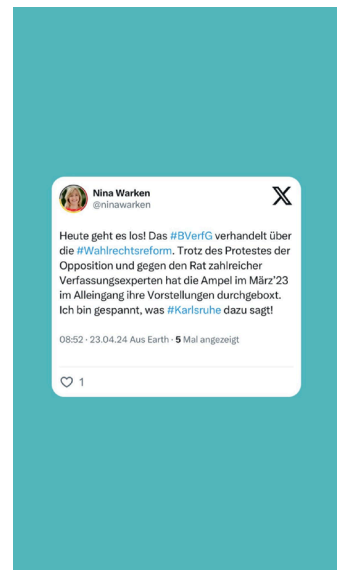 Nina Warken
@ninawarken
Heute geht es los! Das #BVerfG verhandelt über
die #Wahlrechtsreform. Trotz des Protestes der
Opposition und gegen den Rat zahlreicher
Verfassungsexperten hat die Ampel im März'23
im Alleingang ihre Vorstellungen durchgeboxt.
Ich bin gespannt, was #Karlsruhe dazu sagt!
08:52 · 23.04.24 Aus Earth · 5 Mal angezeigt
1